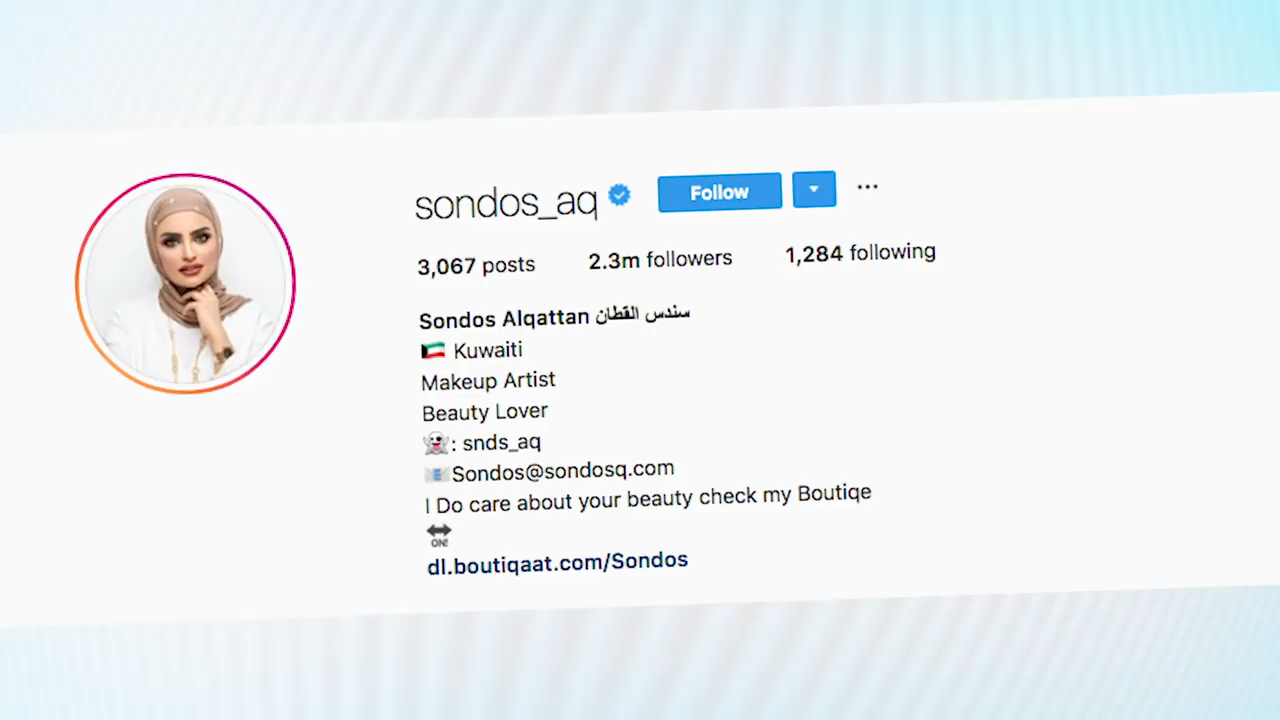 sondos_aq Follow
3,067 posts 2.3m followers 1,284 following
Sondos Alqattan سندس القطان
Kuwaiti
Makeup Artist
Beauty Lover
: snds_aq
Sondos@sondosq.com
I Do care about your beauty check my Boutiqe
ON!
dl.boutiqaat.com/Sondos